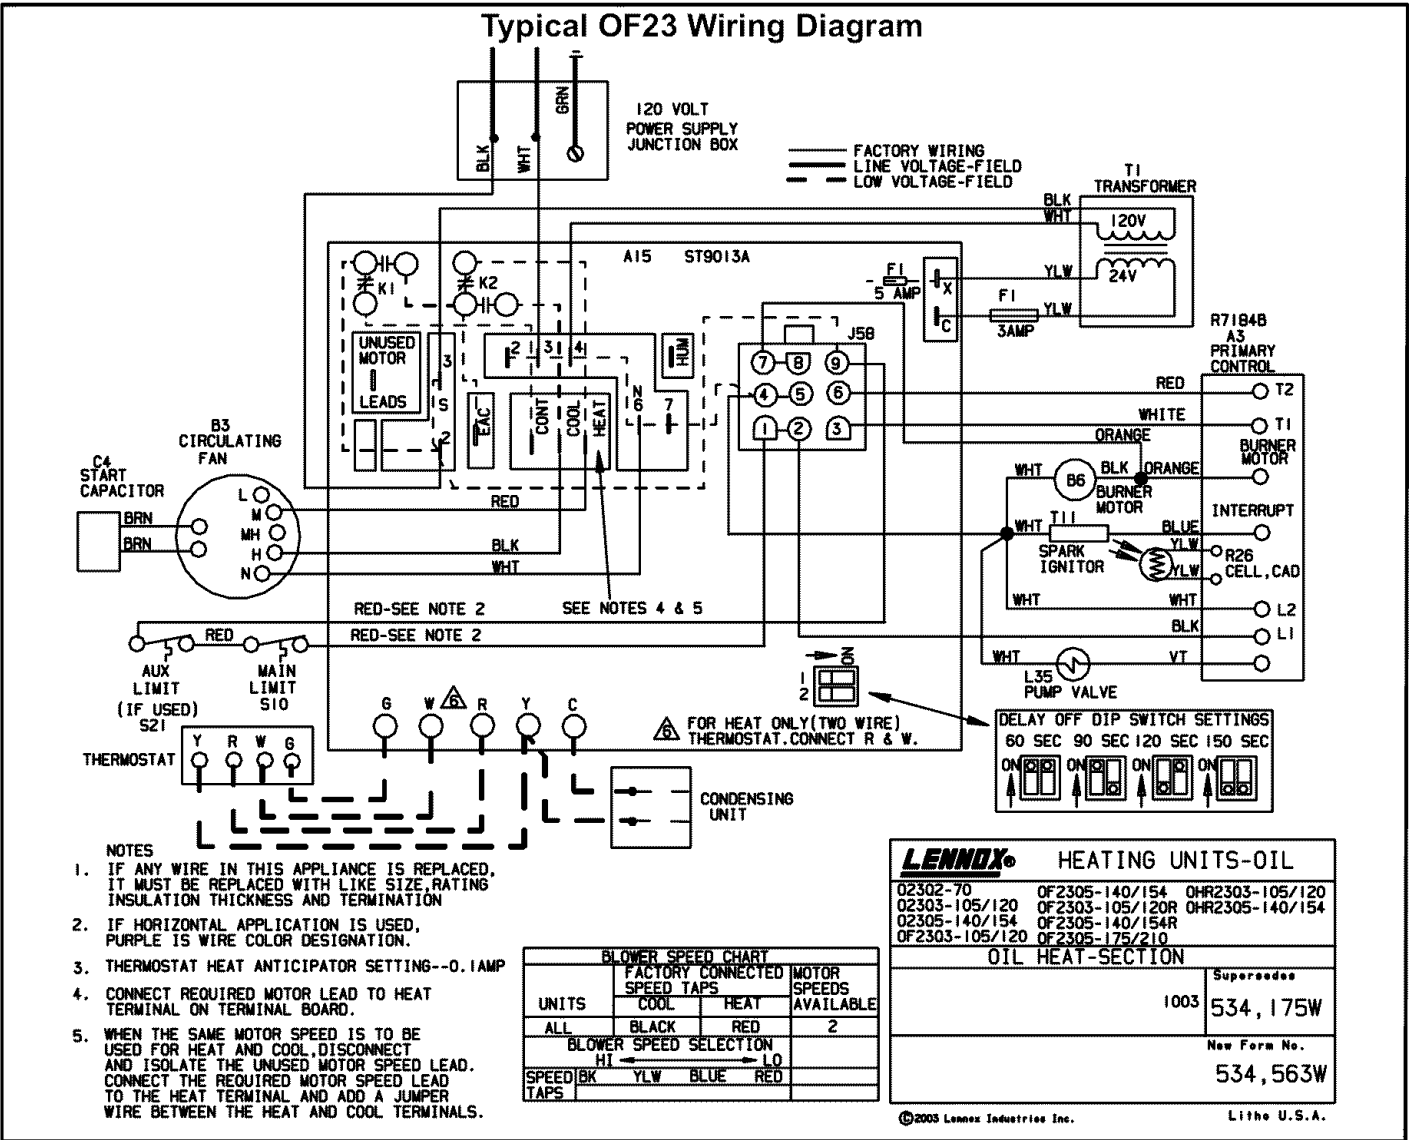 Typical OF23 Wiring Diagram
BLK
WHT
GRN
120 VOLT
POWER SUPPLY
JUNCTION BOX
FACTORY WIRING
LINE VOLTAGE-FIELD
LOW VOLTAGE-FIELD
T1
TRANSFORMER
BLK
WHT
120V
24V
YLW
YLW
A15 ST9013A
F1
5 AMP
X
C
F1
3AMP
K1
K2
UNUSED
MOTOR
LEADS
3
S
2
EAC
2
3
4
HUM
CONT
COOL
HEAT
N
6
7
J58
7
8
9
4
5
6
1
2
3
R7184B
A3
PRIMARY
CONTROL
RED
T2
WHITE
T1
ORANGE
BURNER
MOTOR
WHT
B6
BLK
ORANGE
BURNER
MOTOR
INTERRUPT
WHT
T11
BLUE
SPARK
IGNITOR
YLW
YLW
R26
CELL,CAD
WHT
WHT
L2
BLK
L1
WHT
VT
L35
PUMP VALVE
B3
CIRCULATING
FAN
C4
START
CAPACITOR
BRN
BRN
L
M
MH
H
N
RED
BLK
WHT
SEE NOTES 4 & 5
RED-SEE NOTE 2
RED-SEE NOTE 2
RED
AUX
LIMIT
(IF USED)
S21
MAIN
LIMIT
S10
ON
1
2
G
W
6
R
Y
C
6
FOR HEAT ONLY(TWO WIRE)
THERMOSTAT.CONNECT R & W.
THERMOSTAT
Y
R
W
G
CONDENSING
UNIT
DELAY OFF DIP SWITCH SETTINGS
60 SEC 90 SEC 120 SEC 150 SEC
ON
ON
ON
ON
NOTES
1. IF ANY WIRE IN THIS APPLIANCE IS REPLACED,
IT MUST BE REPLACED WITH LIKE SIZE,RATING
INSULATION THICKNESS AND TERMINATION
2. IF HORIZONTAL APPLICATION IS USED,
PURPLE IS WIRE COLOR DESIGNATION.
3. THERMOSTAT HEAT ANTICIPATOR SETTING--0.1AMP
4. CONNECT REQUIRED MOTOR LEAD TO HEAT
TERMINAL ON TERMINAL BOARD.
5. WHEN THE SAME MOTOR SPEED IS TO BE
USED FOR HEAT AND COOL,DISCONNECT
AND ISOLATE THE UNUSED MOTOR SPEED LEAD.
CONNECT THE REQUIRED MOTOR SPEED LEAD
TO THE HEAT TERMINAL AND ADD A JUMPER
WIRE BETWEEN THE HEAT AND COOL TERMINALS.
BLOWER SPEED CHART
UNITS
FACTORY CONNECTED
SPEED TAPS
COOL
HEAT
MOTOR
SPEEDS
AVAILABLE
ALL BLACK RED 2
BLOWER SPEED SELECTION
HI LO
SPEED
TAPS
BK YLW BLUE RED
LENNOX® HEATING UNITS-OIL
O2302-70 OF2305-140/154 OHR2303-105/120
O2303-105/120 OF2303-105/120R OHR2305-140/154
O2305-140/154 OF2305-140/154R
OF2303-105/120 OF2305-175/210
OIL HEAT-SECTION
Supersedes
1003 534,175W
New Form No.
534,563W
©2003 Lennox Industries Inc.
Litho U.S.A.